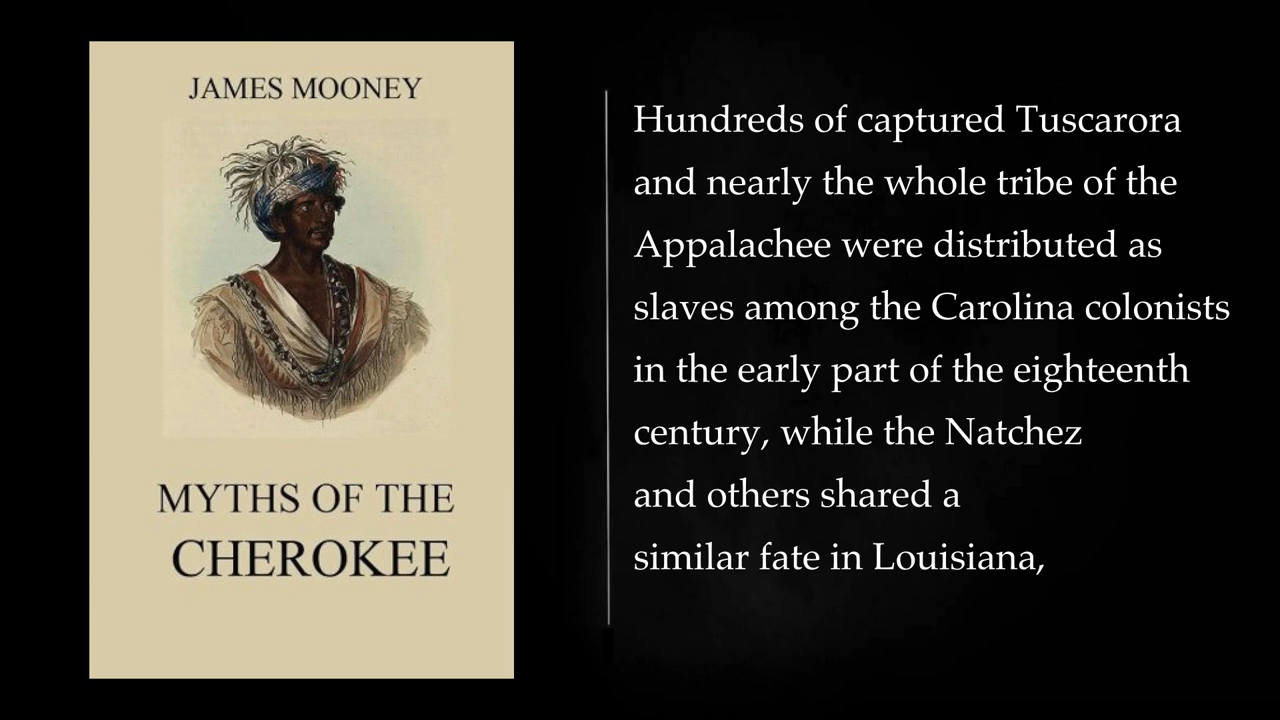 JAMES MOONEY
MYTHS OF THE
CHEROKEE
Hundreds of captured Tuscarora
and nearly the whole tribe of the
Appalachee were distributed as
slaves among the Carolina colonists
in the early part of the eighteenth
century, while the Natchez
and others shared a
similar fate in Louisiana,